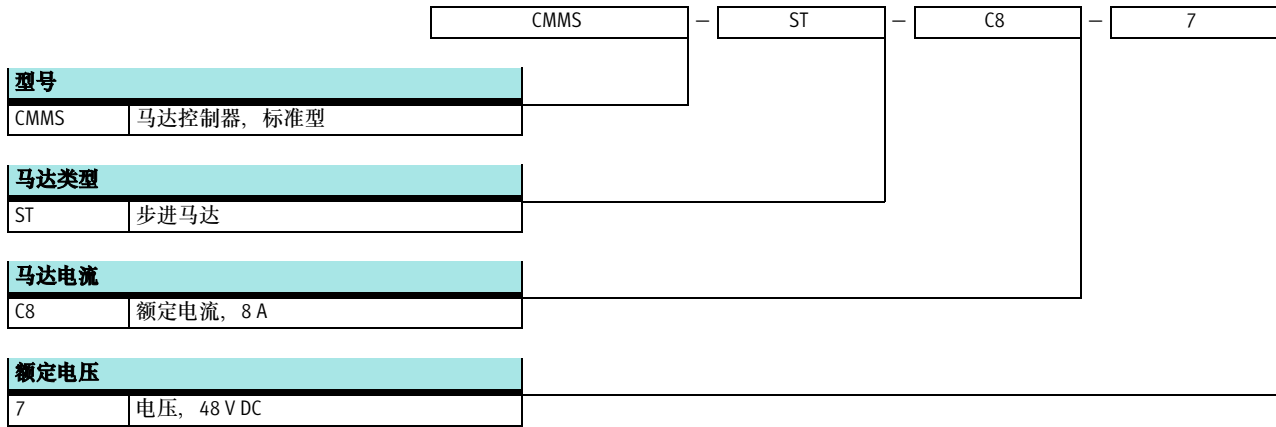 CMMS – ST – C8 – 7
型号
CMMS 马达控制器，标准型
马达类型
ST 步进马达
马达电流
C8 额定电流，8 A
额定电压
7 电压，48 V DC